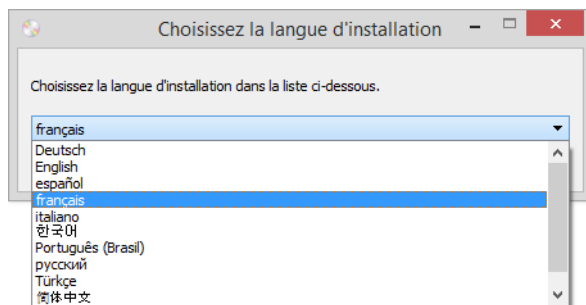 Choisissez la langue d'installation
Choisissez la langue d'installation dans la liste ci-dessous.
français
Deutsch
English
español
français
italiano
한국어
Português (Brasil)
русский
Türkçe
简体中文